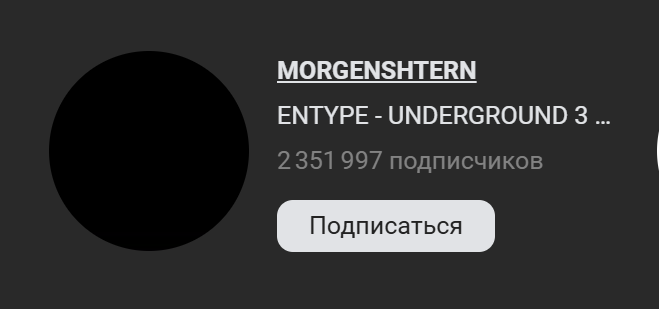 MORGENSHTERN
ENTYPE - UNDERGROUND 3 ...
2 351 997 подписчиков
Подписаться